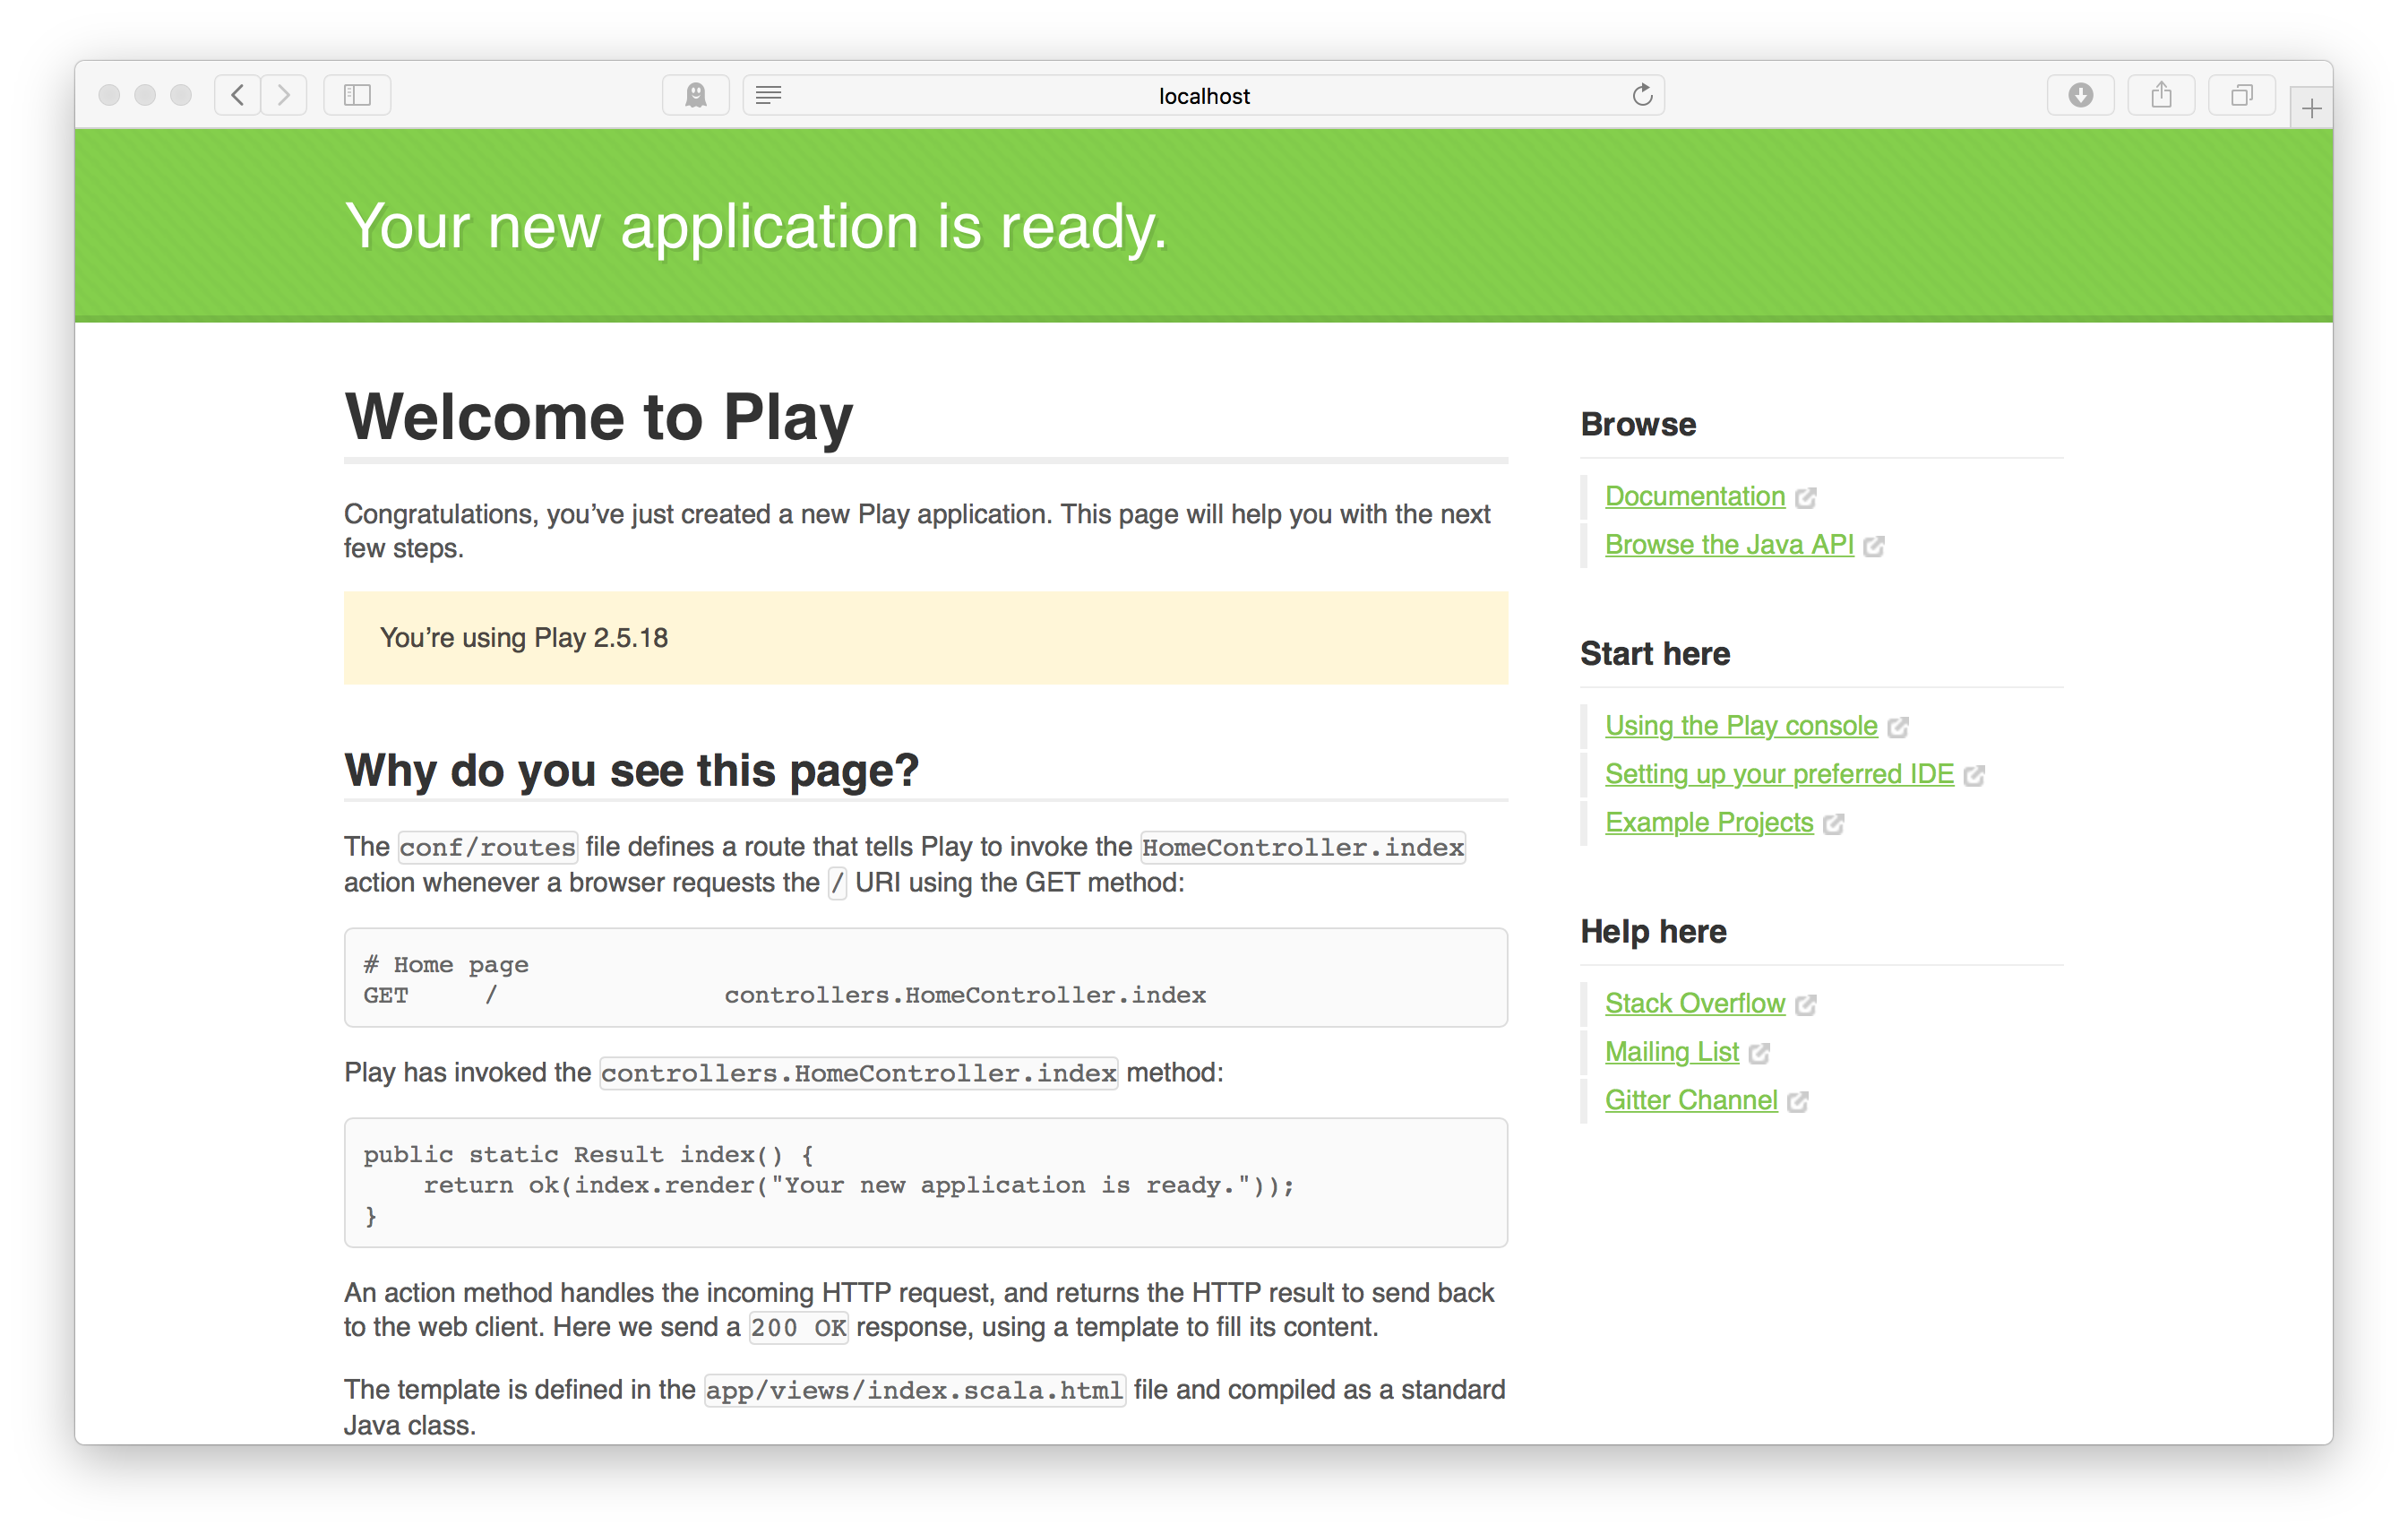 localhost
Your new application is ready.
Welcome to Play
Congratulations, you’ve just created a new Play application. This page will help you with the next
few steps.
You’re using Play 2.5.18
Why do you see this page?
The conf/routes file defines a route that tells Play to invoke the HomeController.index
action whenever a browser requests the / URI using the GET method:
# Home page
GET     /               controllers.HomeController.index
Play has invoked the controllers.HomeController.index method:
public static Result index() {
    return ok(index.render("Your new application is ready."));
}
An action method handles the incoming HTTP request, and returns the HTTP result to send back
to the web client. Here we send a 200 OK response, using a template to fill its content.
The template is defined in the app/views/index.scala.html file and compiled as a standard
Java class.
Browse
Documentation
Browse the Java API
Start here
Using the Play console
Setting up your preferred IDE
Example Projects
Help here
Stack Overflow
Mailing List
Gitter Channel